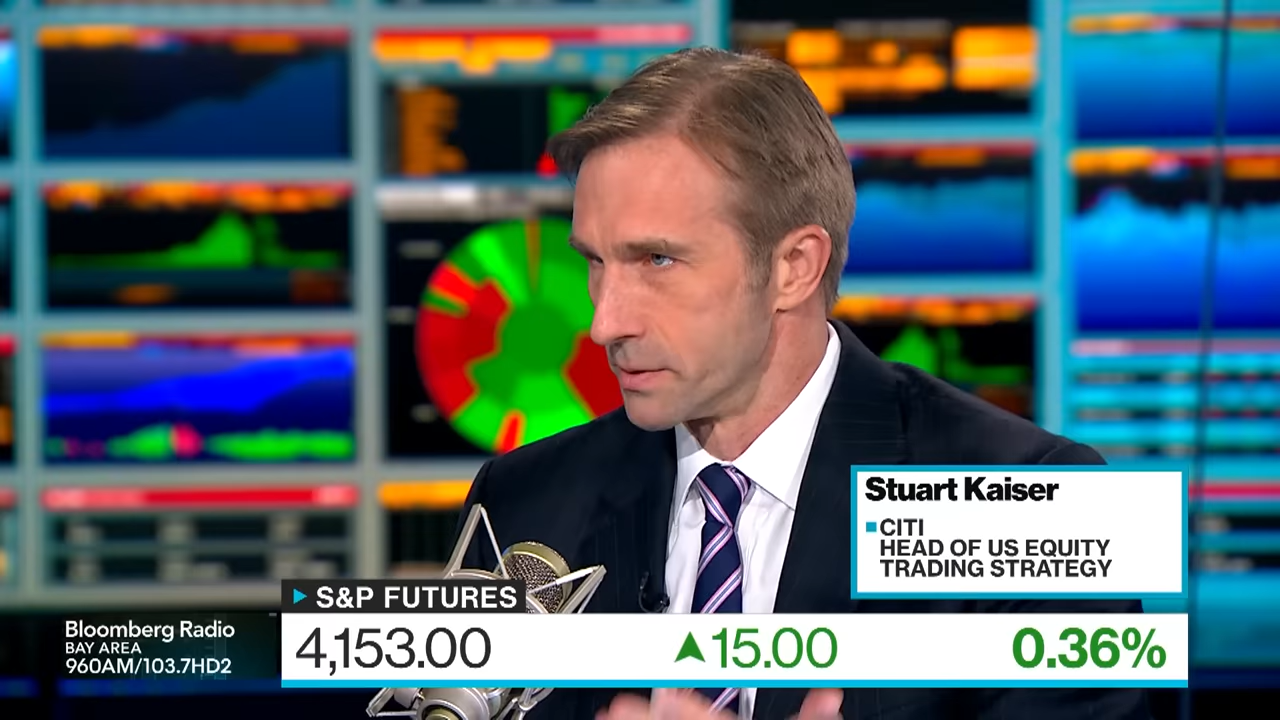 Stuart Kaiser
CITI
HEAD OF US EQUITY
TRADING STRATEGY
S&P FUTURES
4,153.00 ▲15.00 0.36%
Bloomberg Radio
BAY AREA
960AM/103.7HD2